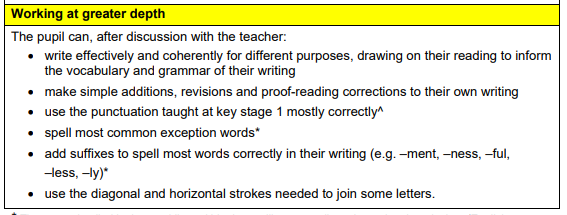 Working at greater depth
The pupil can, after discussion with the teacher:
• write effectively and coherently for different purposes, drawing on their reading to inform
the vocabulary and grammar of their writing
• make simple additions, revisions and proof-reading corrections to their own writing
• use the punctuation taught at key stage 1 mostly correctly^
• spell most common exception words*
• add suffixes to spell most words correctly in their writing (e.g. –ment, –ness, –ful,
–less, –ly)*
• use the diagonal and horizontal strokes needed to join some letters.